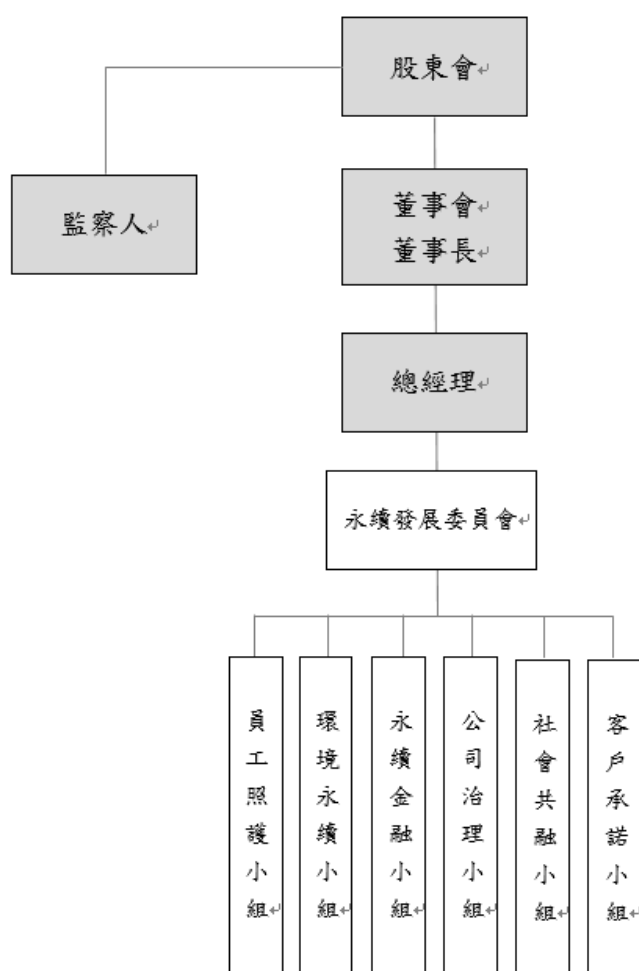 股東會
監察人
董事會
董事長
總經理
永續發展委員會
員工照護小組
環境永續小組
永續金融小組
公司治理小組
社會共融小組
客戶承諾小組